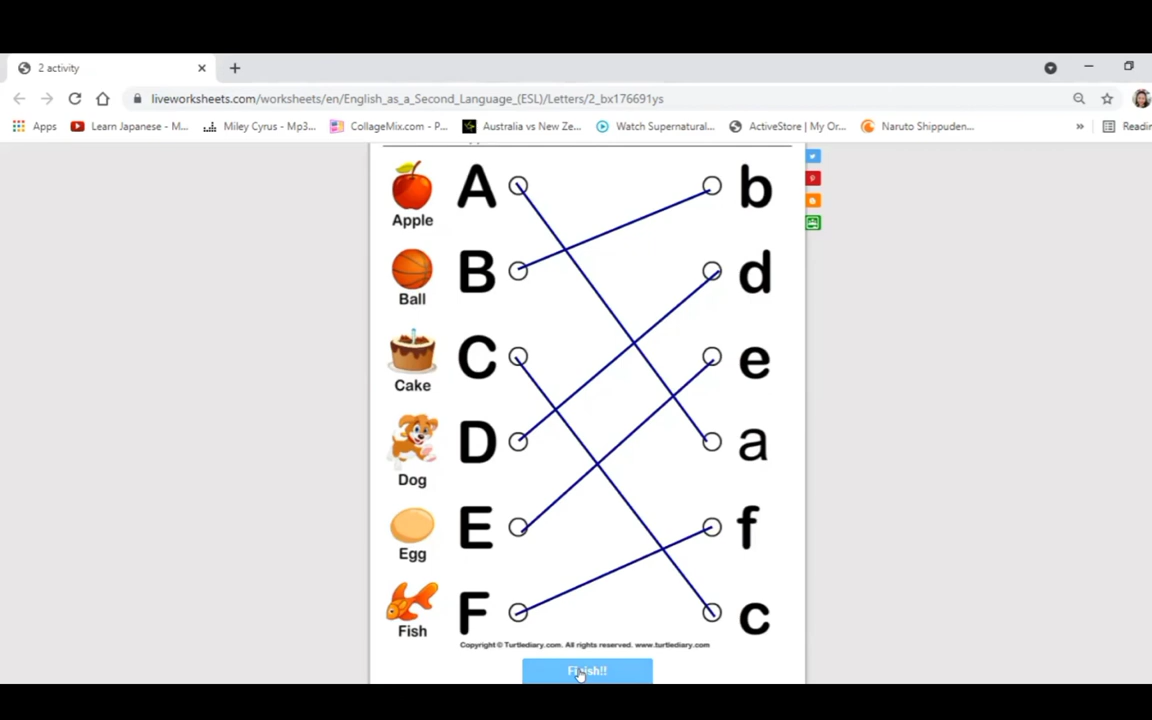 2 activity
liveworksheets.com/worksheets/en/English_as_a_Second_Language_(ESL)/Letters/2_bx176691ys
Apps Learn Japanese - M... Miley Cyrus - Mp3... CollageMix.com - P... Australia vs New Ze... Watch Supernatural... ActiveStore | My Or... Naruto Shippuden... » Readin
A b
Apple
B d
Ball
C e
Cake
D a
Dog
E f
Egg
F c
Fish
Copyright © Turtlediary.com. All rights reserved. www.turtlediary.com
Finish!!